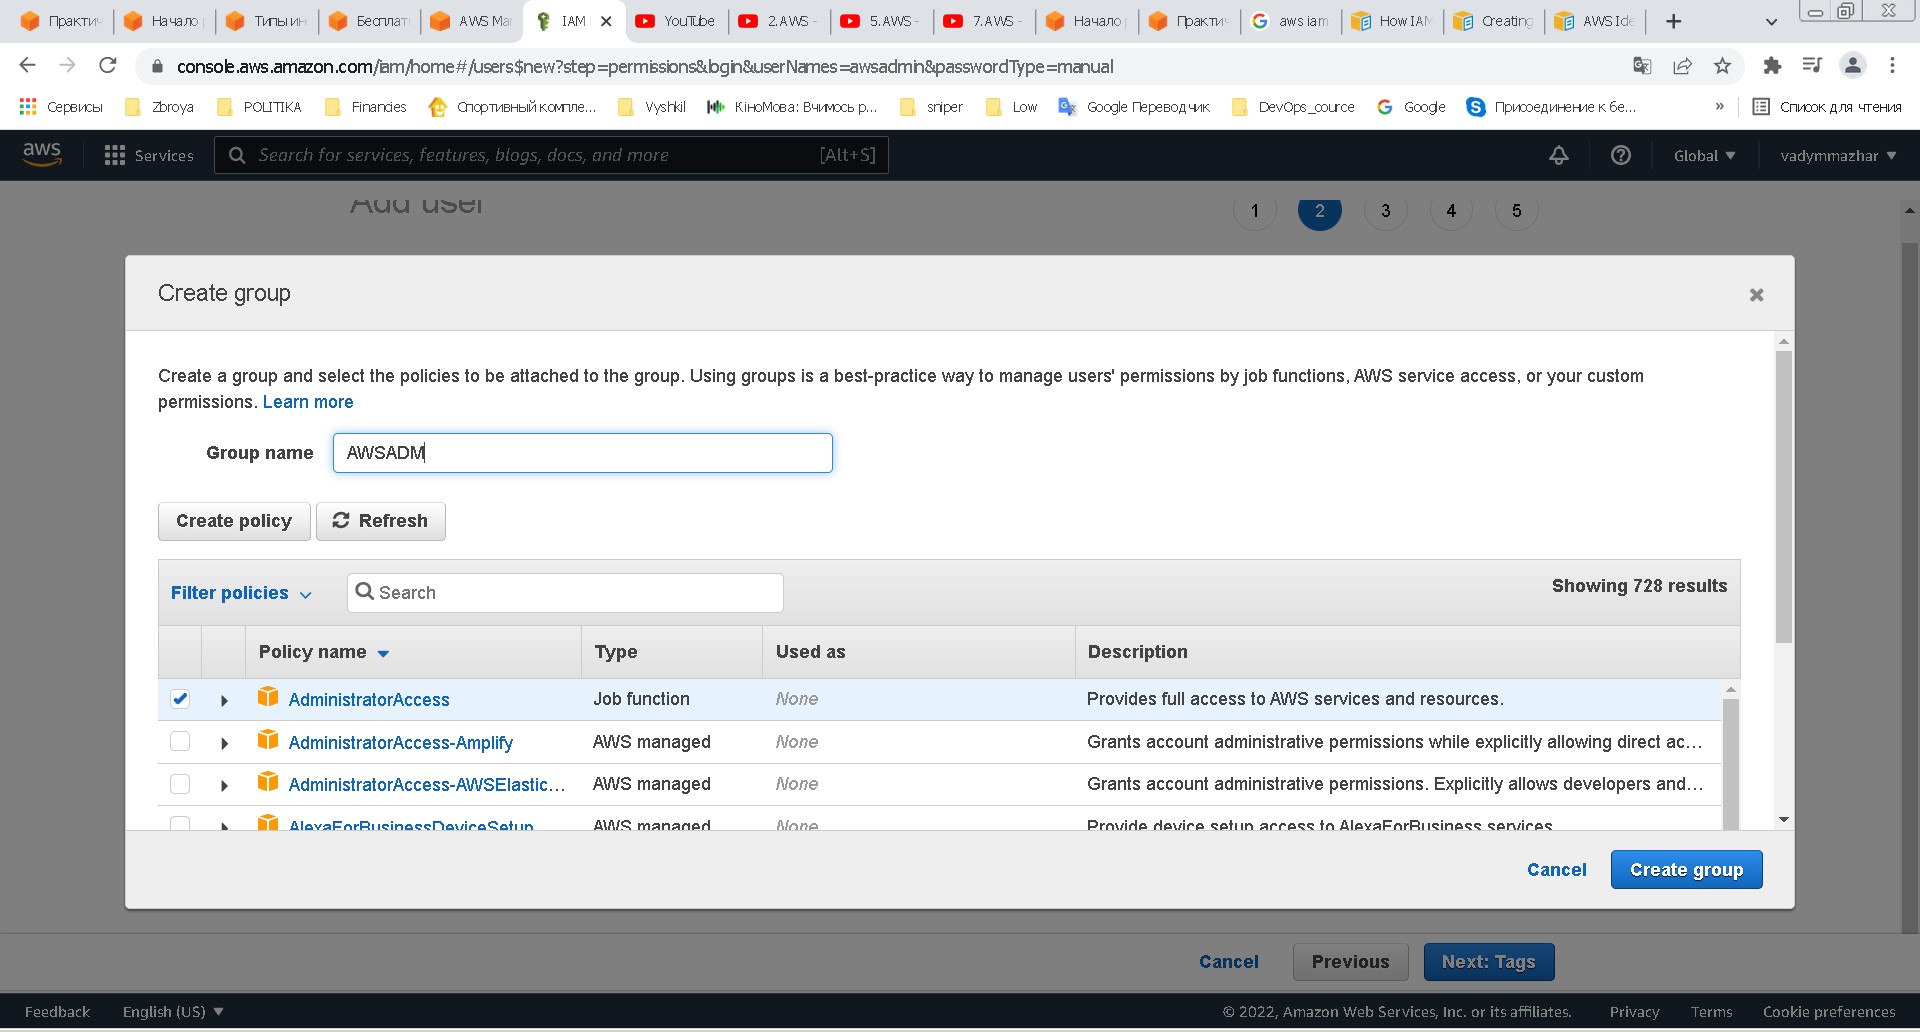 Практич
Начало р
Типы ин
Бесплат
AWS Ma
IAM
YouTube
2.AWS -
5.AWS -
7.AWS -
Начало р
Практич
aws iam
How IAM
Creating
AWS Ide
console.aws.amazon.com/iam/home#/users$new?step=permissions&login&userNames=awsadmin&passwordType=manual
Сервисы
Zbroya
POLITIKA
Financies
Спортивный компле...
Vyshkil
КіноМова: Вчимось р...
sniper
Low
Google Переводчик
DevOps_cource
Google
Присоединение к бе...
»
Список для чтения
aws
Services
Search for services, features, blogs, docs, and more
[Alt+S]
Global
vadymmazhar
Add user
1
2
3
4
5
Create group
Create a group and select the policies to be attached to the group. Using groups is a best-practice way to manage users' permissions by job functions, AWS service access, or your custom
permissions. Learn more
Group name
AWSADM
Create policy
Refresh
Filter policies
Search
Showing 728 results
Policy name
Type
Used as
Description
AdministratorAccess
Job function
None
Provides full access to AWS services and resources.
AdministratorAccess-Amplify
AWS managed
None
Grants account administrative permissions while explicitly allowing direct ac...
AdministratorAccess-AWSElastic...
AWS managed
None
Grants account administrative permissions. Explicitly allows developers and...
AlexaForBusinessDeviceSetup
AWS managed
None
Provide device setup access to AlexaForBusiness services
Cancel
Create group
Cancel
Previous
Next: Tags
Feedback
English (US)
© 2022, Amazon Web Services, Inc. or its affiliates.
Privacy
Terms
Cookie preferences